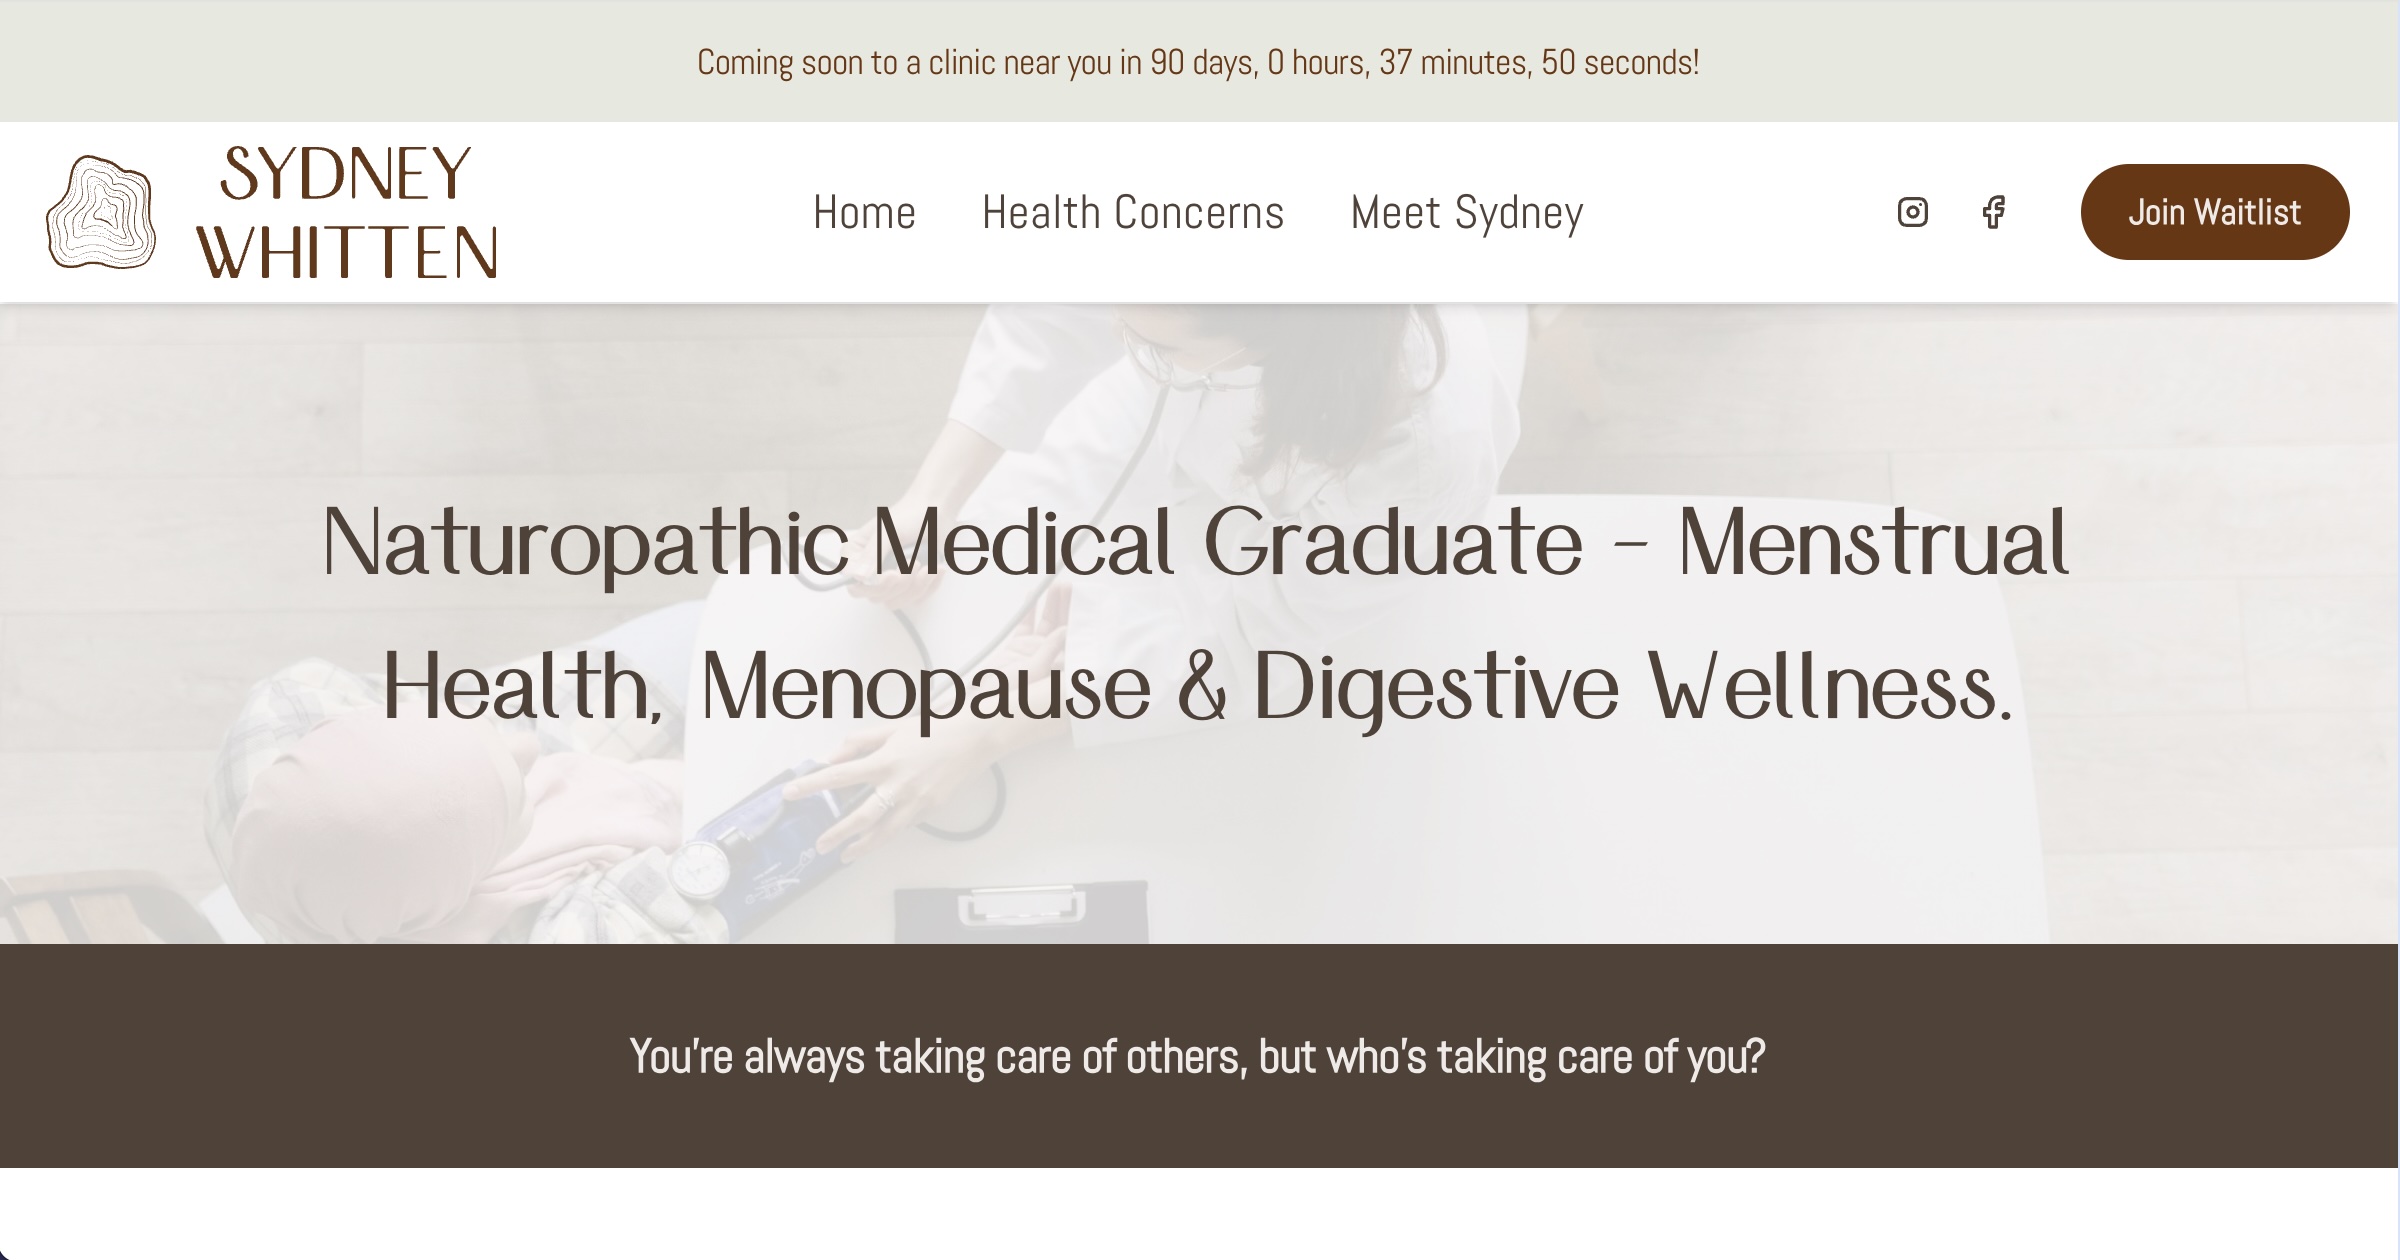 Coming soon to a clinic near you in 90 days, 0 hours, 37 minutes, 50 seconds!
SYDNEY
WHITTEN
Home
Health Concerns
Meet Sydney
Join Waitlist
Naturopathic Medical Graduate - Menstrual
Health, Menopause & Digestive Wellness.
You're always taking care of others, but who's taking care of you?